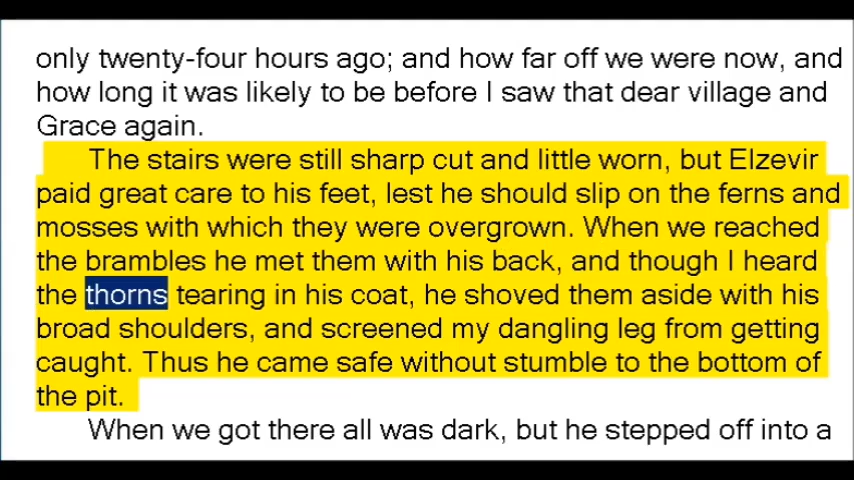 only twenty-four hours ago; and how far off we were now, and
how long it was likely to be before I saw that dear village and
Grace again.
The stairs were still sharp cut and little worn, but Elzevir
paid great care to his feet, lest he should slip on the ferns and
mosses with which they were overgrown. When we reached
the brambles he met them with his back, and though I heard
the thorns tearing in his coat, he shoved them aside with his
broad shoulders, and screened my dangling leg from getting
caught. Thus he came safe without stumble to the bottom of
the pit.
When we got there all was dark, but he stepped off into a